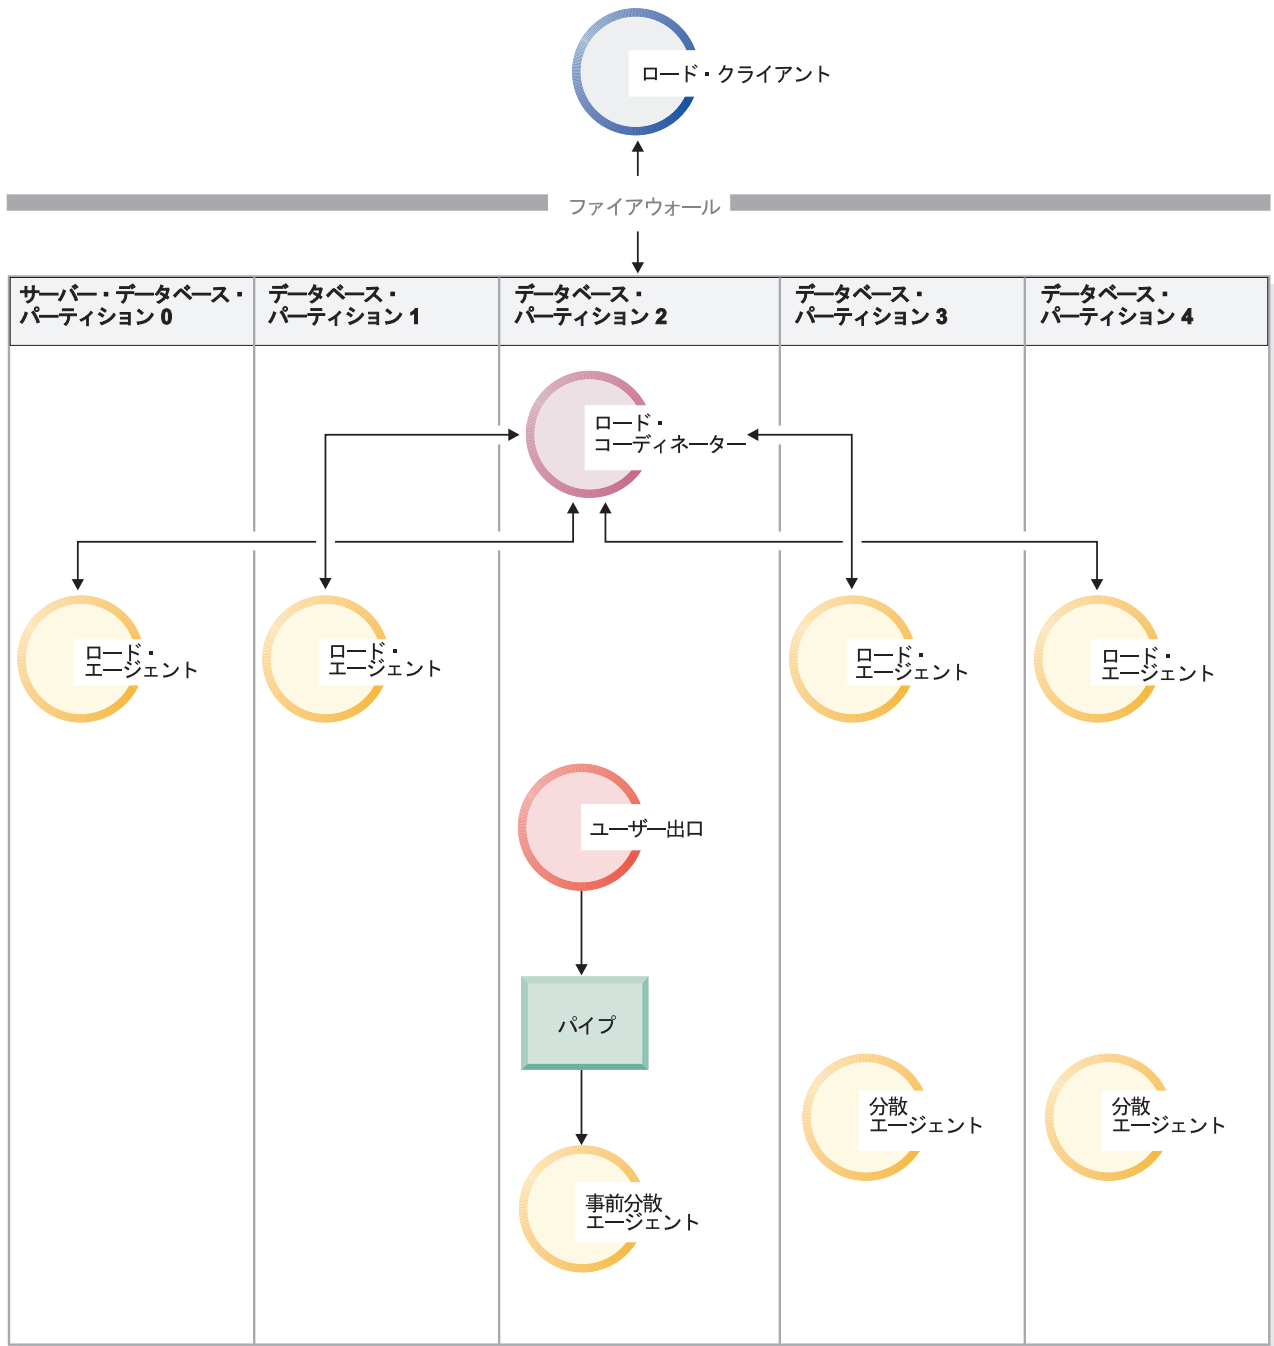 ロード・クライアント
ファイアウォール
サーバー・データベース・
パーティション 0
データベース・
パーティション 1
データベース・
パーティション 2
データベース・
パーティション 3
データベース・
パーティション 4
ロード・
コーディネーター
ロード・
エージェント
ロード・
エージェント
ロード・
エージェント
ロード・
エージェント
ユーザー出口
パイプ
分散
エージェント
分散
エージェント
事前分散
エージェント